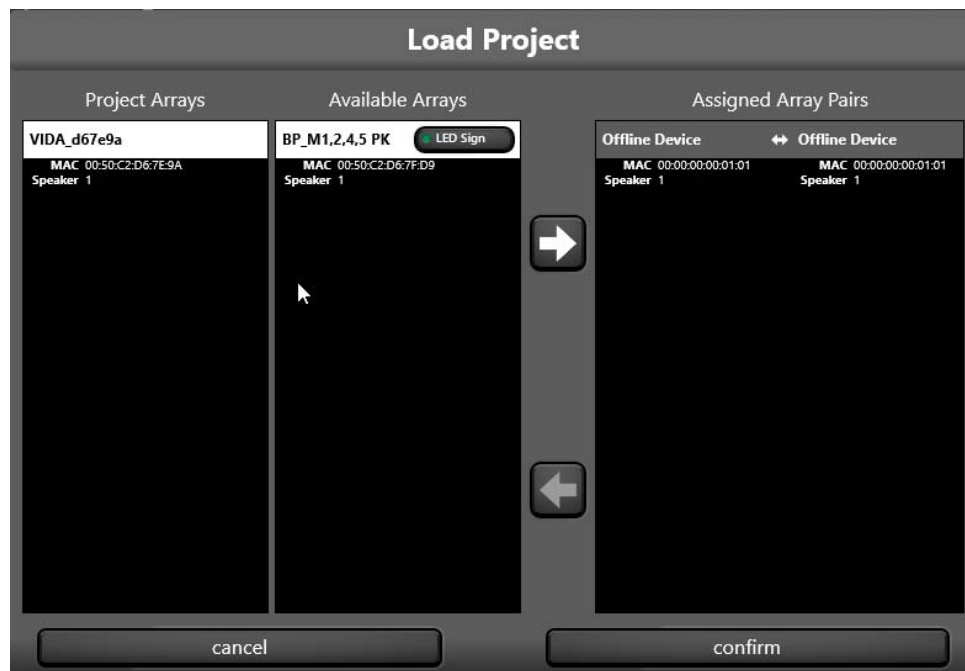 Load Project
Project Arrays
VIDA_d67e9a
MAC 00:50:C2:D6:7E:9A
Speaker 1
Available Arrays
BP_M1,2,4,5 PK LED Sign
MAC 00:50:C2:D6:7F:D9
Speaker 1
Assigned Array Pairs
Offline Device ⇔ Offline Device
MAC 00:00:00:00:01:01 MAC 00:00:00:00:01:01
Speaker 1 Speaker 1
cancel
confirm